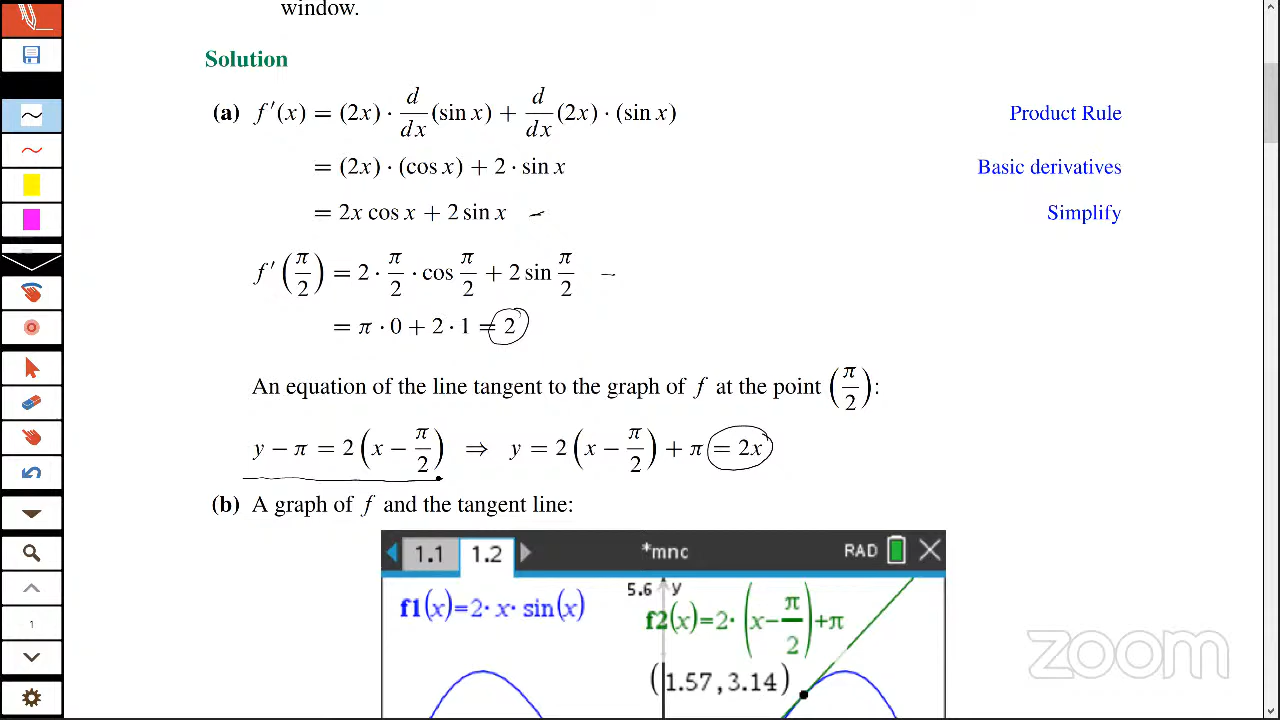 window.
Solution
(a) f′(x) = (2x) · d/dx (sin x) + d/dx (2x) · (sin x) Product Rule
= (2x) · (cos x) + 2 · sin x Basic derivatives
= 2x cos x + 2 sin x Simplify
f′(π/2) = 2 · π/2 · cos π/2 + 2 sin π/2
= π · 0 + 2 · 1 = 2
An equation of the line tangent to the graph of f at the point (π/2):
y − π = 2(x − π/2) ⇒ y = 2(x − π/2) + π = 2x
(b) A graph of f and the tangent line:
1.1 1.2 *mnc RAD
5.6 y
f1(x)=2· x· sin(x)
f2(x)=2·(x−π/2)+π
(1.57,3.14)
1
zoom